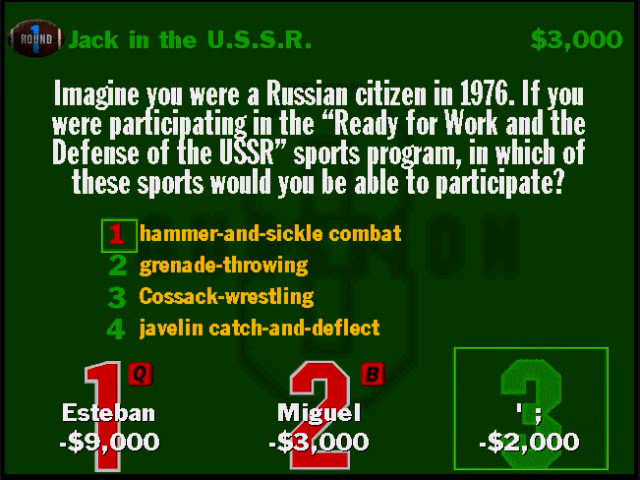 ROUND 1 Jack in the U.S.S.R. $3,000
Imagine you were a Russian citizen in 1976. If you
were participating in the “Ready for Work and the
Defense of the USSR” sports program, in which of
these sports would you be able to participate?
1 hammer-and-sickle combat
2 grenade-throwing
3 Cossack-wrestling
4 javelin catch-and-deflect
1 Q 2 B 3
Esteban Miguel ' ;
-$9,000 -$3,000 -$2,000